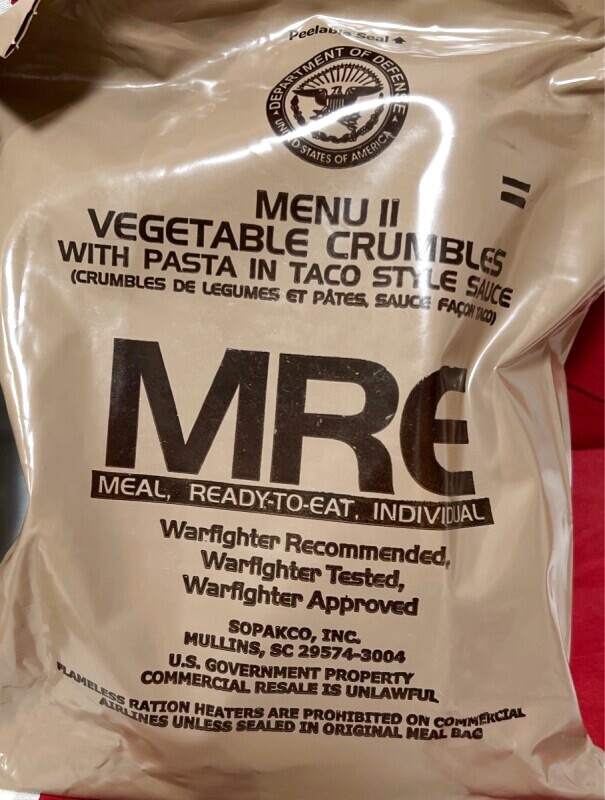 Peelable Seal ↑
DEPARTMENT OF DEFENSE
UNITED STATES OF AMERICA
11
MENU 11
VEGETABLE CRUMBLES
WITH PASTA IN TACO STYLE SAUCE
(CRUMBLES DE LEGUMES ET PÂTES, SAUCE FAÇON TACO)
MRE
MEAL, READY-TO-EAT, INDIVIDUAL
Warfighter Recommended,
Warfighter Tested,
Warfighter Approved
SOPAKCO, INC.
MULLINS, SC 29574-3004
U.S. GOVERNMENT PROPERTY
COMMERCIAL RESALE IS UNLAWFUL
FLAMELESS RATION HEATERS ARE PROHIBITED ON COMMERCIAL
AIRLINES UNLESS SEALED IN ORIGINAL MEAL BAG